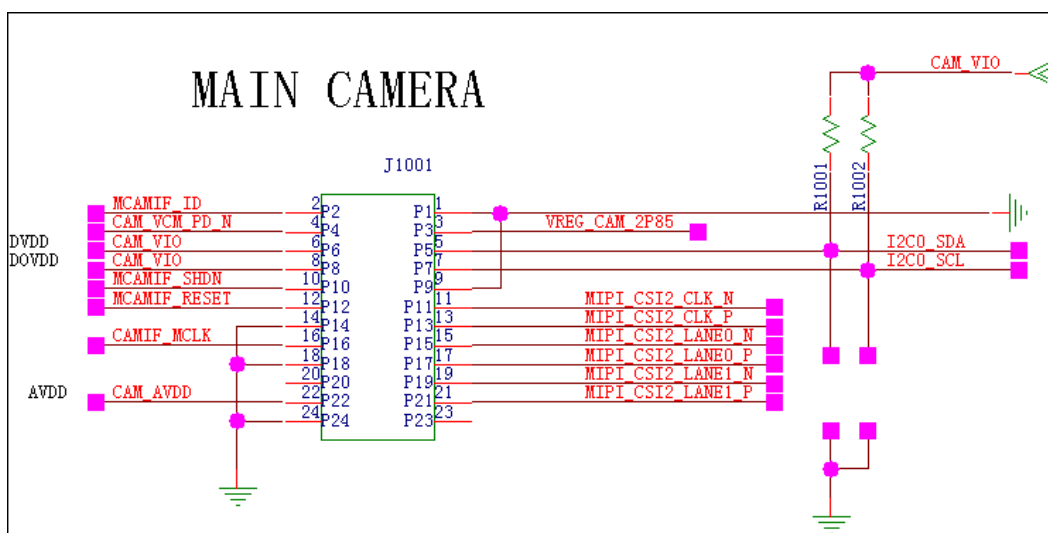 CAM_VIO
MAIN CAMERA
J1001
R1001
R1002
MCAMIF_ID 2 P2 P1 1
CAM_VCM_PD_N 4 P4 P3 3 VREG_CAM_2P85
DVDD CAM_VIO 6 P6 P5 5 I2C0_SDA
DOVDD CAM_VIO 8 P8 P7 7 I2C0_SCL
MCAMIF_SHDN 10 P10 P9 9
MCAMIF_RESET 12 P12 P11 11 MIPI_CSI2_CLK_N
14 P14 P13 13 MIPI_CSI2_CLK_P
CAMIF_MCLK 16 P16 P15 15 MIPI_CSI2_LANE0_N
18 P18 P17 17 MIPI_CSI2_LANE0_P
20 P20 P19 19 MIPI_CSI2_LANE1_N
AVDD CAM_AVDD 22 P22 P21 21 MIPI_CSI2_LANE1_P
24 P24 P23 23